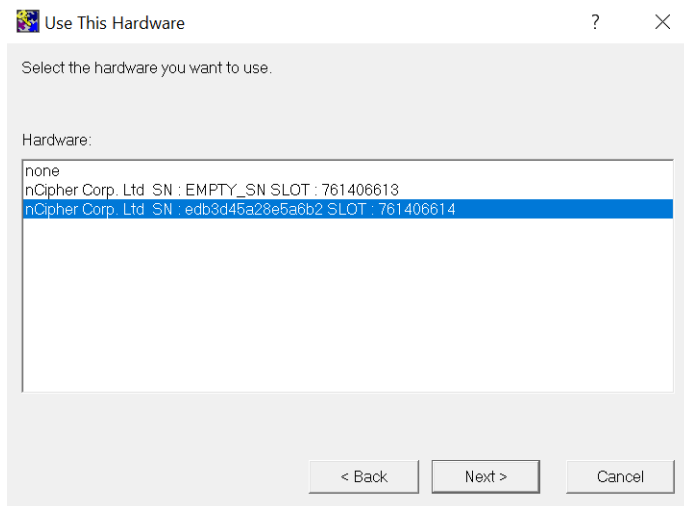 Use This Hardware
?
Select the hardware you want to use.
Hardware:
none
nCipher Corp. Ltd  SN : EMPTY_SN SLOT : 761406613
nCipher Corp. Ltd  SN : edb3d45a28e5a6b2 SLOT : 761406614
< Back
Next >
Cancel